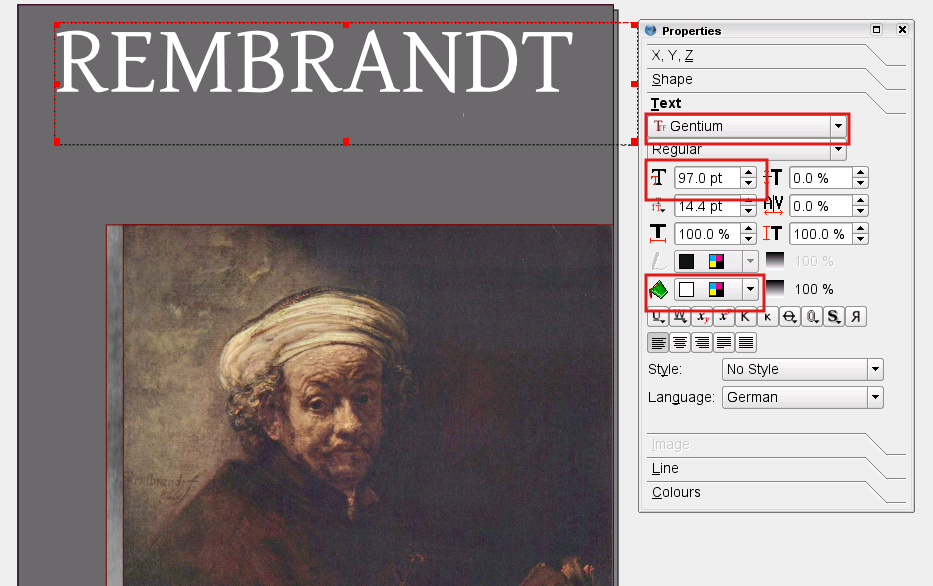 REMBRANDT
Properties
X, Y, Z
Shape
Text
Gentium
Regular
97.0 pt
0.0 %
14.4 pt
0.0 %
100.0 %
100.0 %
100 %
100 %
Style:
No Style
Language:
German
Image
Line
Colours